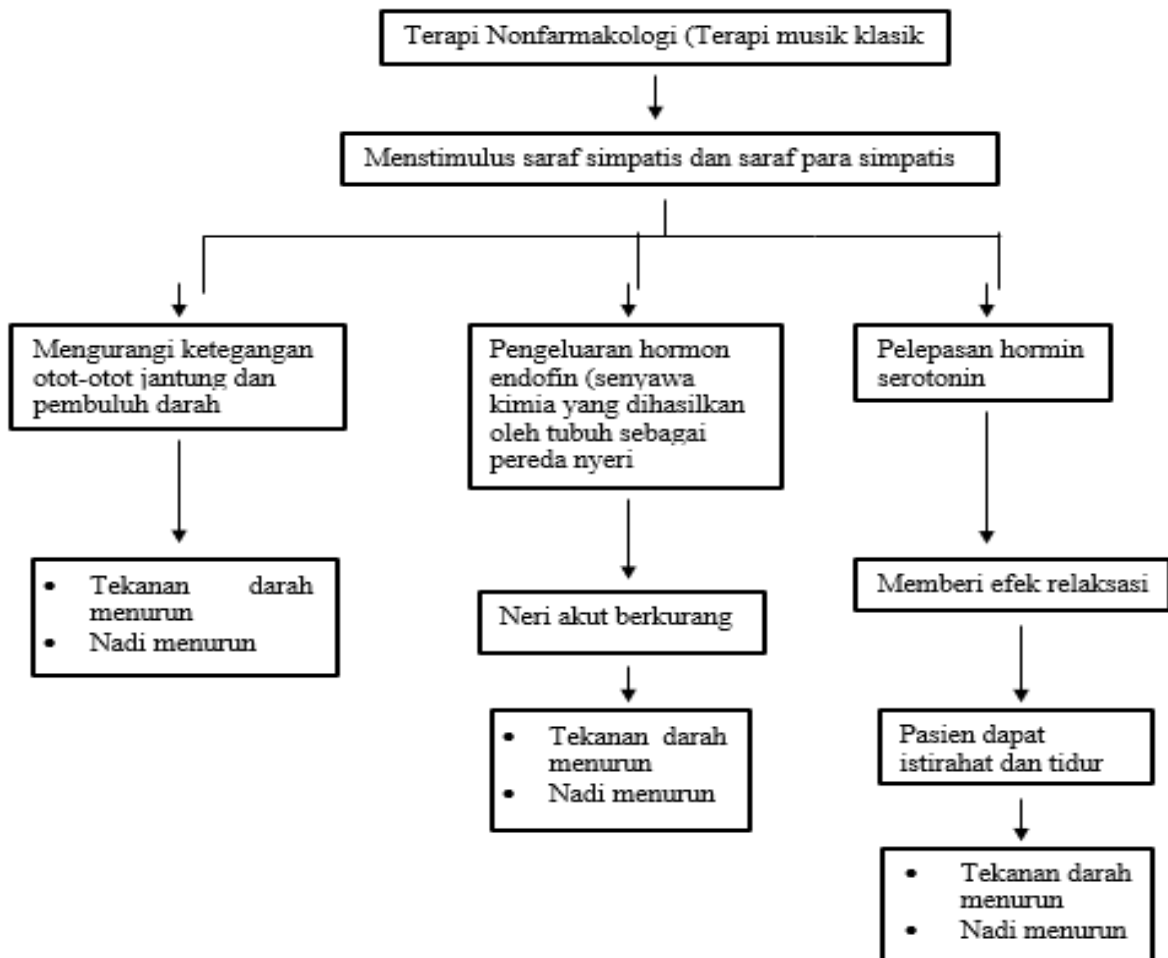 Terapi Nonfarmakologi (Terapi musik klasik
Menstimulus saraf simpatis dan saraf para simpatis
Mengurangi ketegangan
otot-otot jantung dan
pembuluh darah
Pengeluaran hormon
endofin (senyawa
kimia yang dihasilkan
oleh tubuh sebagai
pereda nyeri
Pelepasan hormin
serotonin
• Tekanan darah
menurun
• Nadi menurun
Neri akut berkurang
Memberi efek relaksasi
• Tekanan darah
menurun
• Nadi menurun
Pasien dapat
istirahat dan tidur
• Tekanan darah
menurun
• Nadi menurun